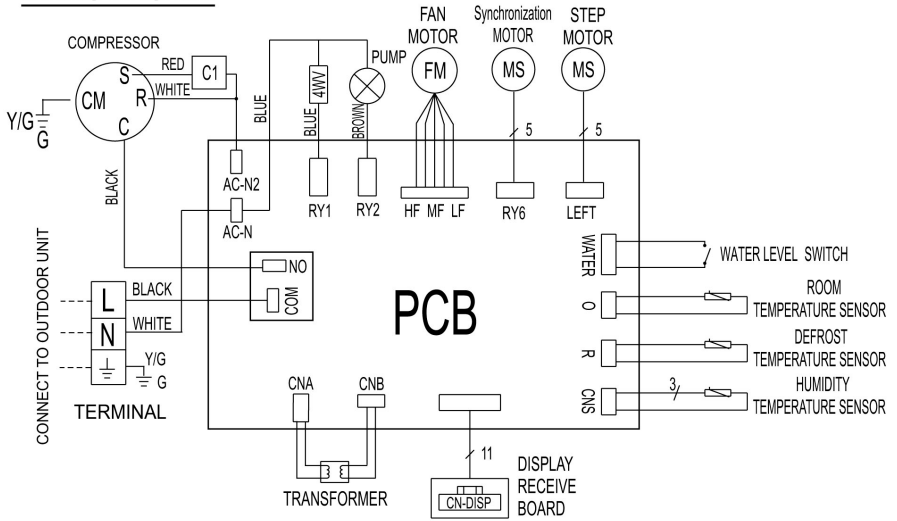 FAN
MOTOR
Synchronization
MOTOR
STEP
MOTOR
COMPRESSOR
RED
C1
WHITE
S
R
C
CM
Y/G
G
BLACK
BLUE
4WV
BLUE
PUMP
BROWN
FM
MS
MS
5
5
AC-N2
AC-N
RY1
RY2
HF MF LF
RY6
LEFT
NO
COM
PCB
WATER
WATER LEVEL SWITCH
O
ROOM
TEMPERATURE SENSOR
R
DEFROST
TEMPERATURE SENSOR
CNS
3
HUMIDITY
TEMPERATURE SENSOR
CONNECT TO OUTDOOR UNIT
L
BLACK
N
WHITE
Y/G
G
TERMINAL
CNA
CNB
TRANSFORMER
11
CN-DISP
DISPLAY
RECEIVE
BOARD